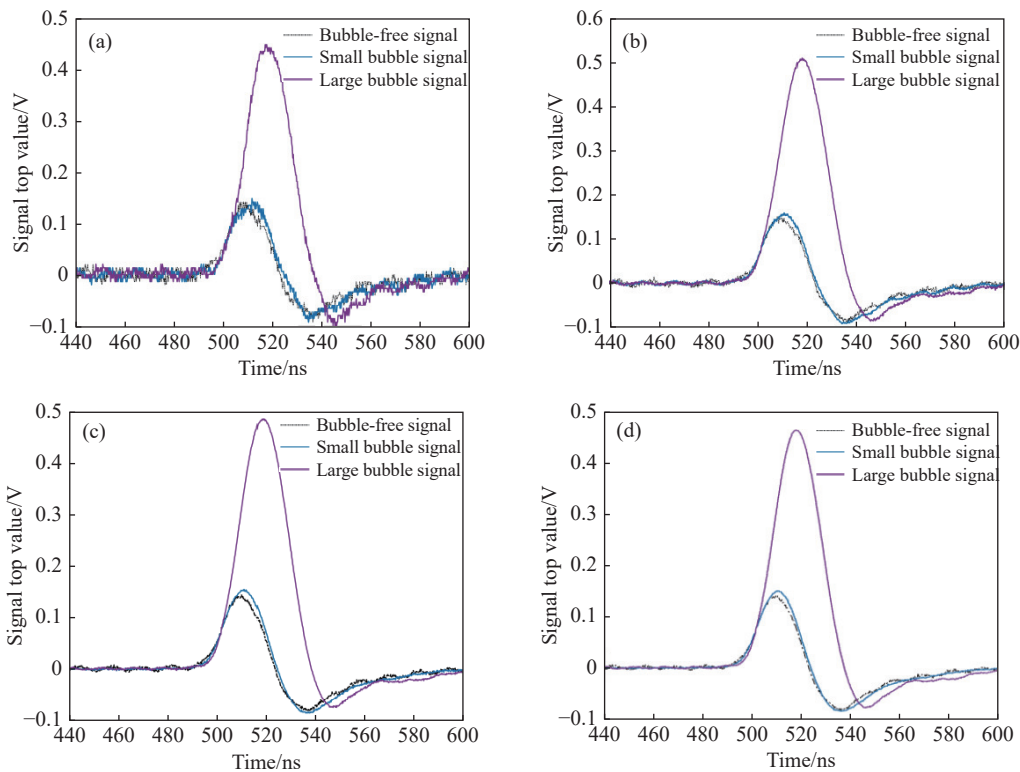 (a)
Bubble-free signal
Small bubble signal
Large bubble signal
Signal top value/V
0.5
0.4
0.3
0.2
0.1
0
−0.1
440 460 480 500 520 540 560 580 600
Time/ns
(b)
Bubble-free signal
Small bubble signal
Large bubble signal
Signal top value/V
0.6
0.5
0.4
0.3
0.2
0.1
0
−0.1
440 460 480 500 520 540 560 580 600
Time/ns
(c)
Bubble-free signal
Small bubble signal
Large bubble signal
Signal top value/V
0.5
0.4
0.3
0.2
0.1
0
−0.1
440 460 480 500 520 540 560 580 600
Time/ns
(d)
Bubble-free signal
Small bubble signal
Large bubble signal
Signal top value/V
0.5
0.4
0.3
0.2
0.1
0
−0.1
440 460 480 500 520 540 560 580 600
Time/ns